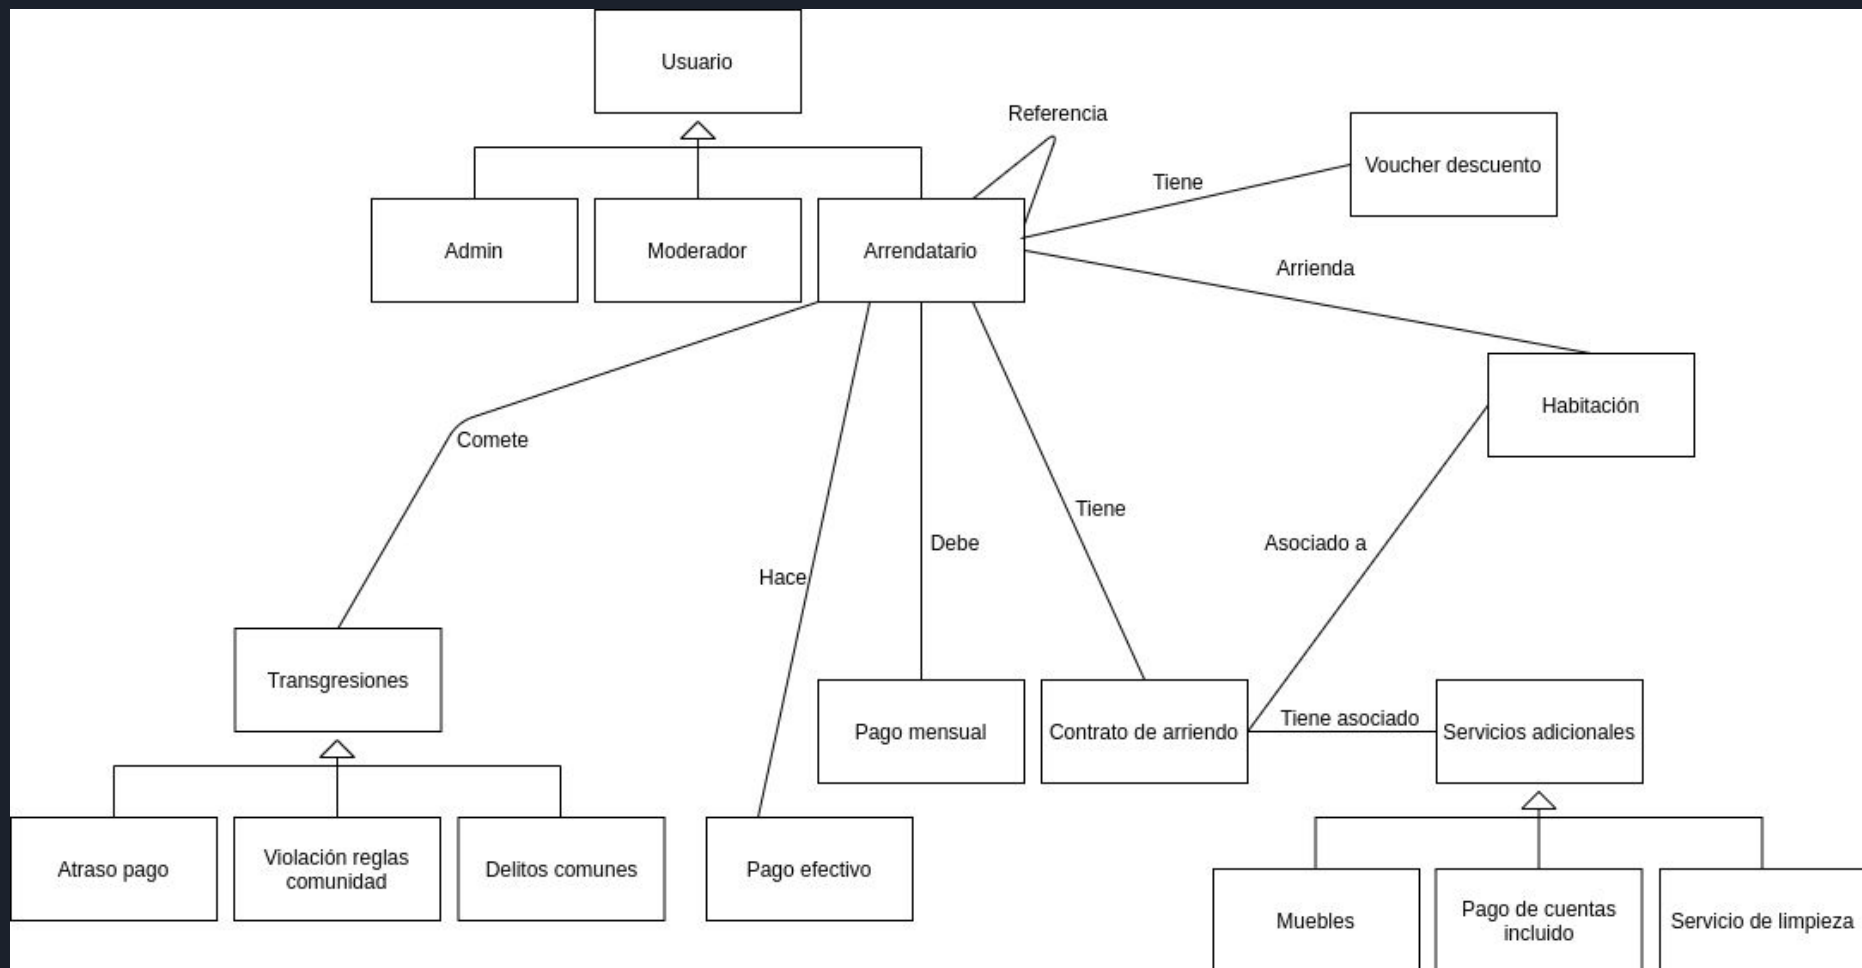 Usuario
Referencia
Voucher descuento
Tiene
Admin
Moderador
Arrendatario
Arrienda
Habitación
Comete
Tiene
Debe
Asociado a
Hace
Transgresiones
Pago mensual
Contrato de arriendo
Tiene asociado
Servicios adicionales
Atraso pago
Violación reglas
comunidad
Delitos comunes
Pago efectivo
Muebles
Pago de cuentas
incluido
Servicio de limpieza